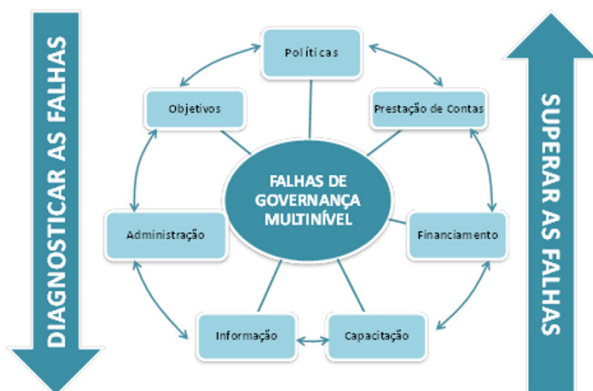 DIAGNOSTICAR AS FALHAS
Políticas
Objetivos
Prestação de Contas
FALHAS DE
GOVERNANÇA
MULTINÍVEL
Administração
Financiamento
Informação
Capacitação
SUPERAR AS FALHAS